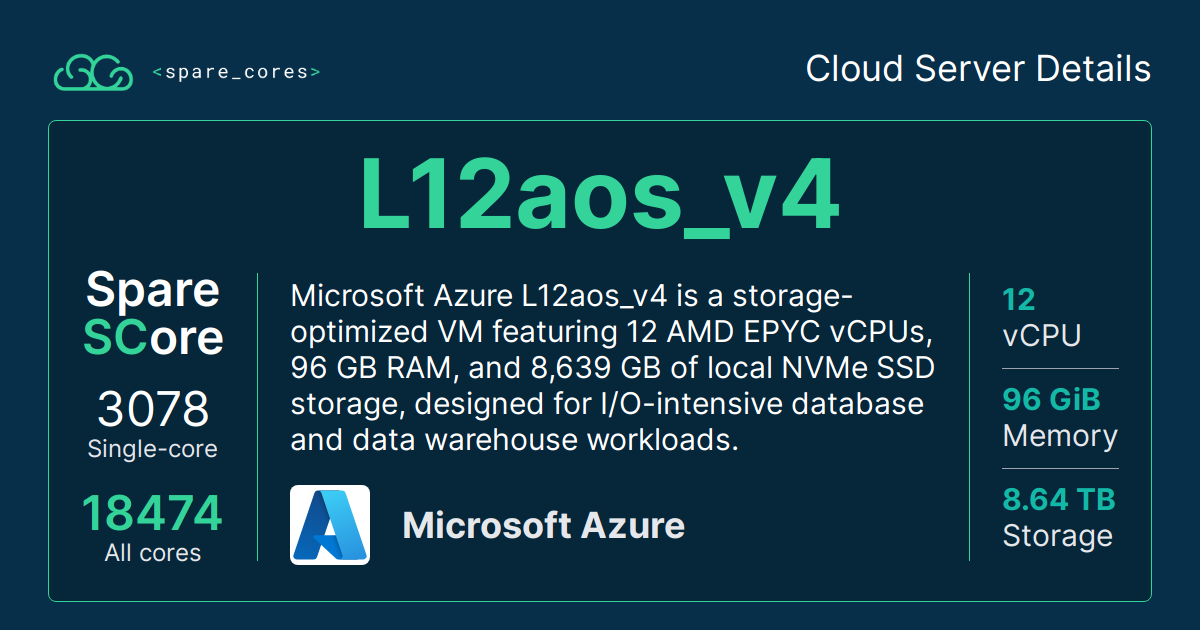 <spare_cores>
Cloud Server Details
L12aos_v4
Spare
SCore
3078
Single-core
18474
All cores
Microsoft Azure L12aos_v4 is a storage-
optimized VM featuring 12 AMD EPYC vCPUs,
96 GB RAM, and 8,639 GB of local NVMe SSD
storage, designed for I/O-intensive database
and data warehouse workloads.
Microsoft Azure
12
vCPU
96 GiB
Memory
8.64 TB
Storage